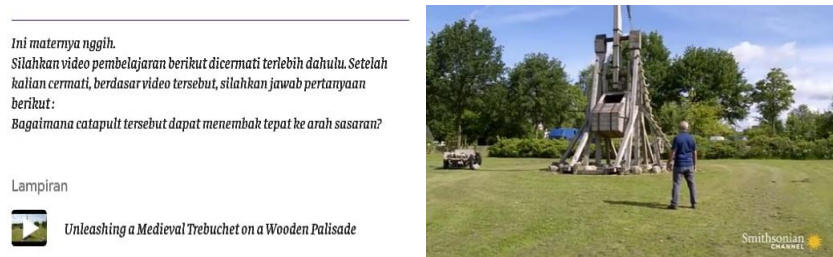 Ini maternya nggih.
Silahkan video pembelajaran berikut dicermati terlebih dahulu. Setelah
kalian cermati, berdasar video tersebut, silahkan jawab pertanyaan
berikut :
Bagaimana catapult tersebut dapat menembak tepat ke arah sasaran?
Lampiran
Unleashing a Medieval Trebuchet on a Wooden Palisade
Smithsonian
CHANNEL